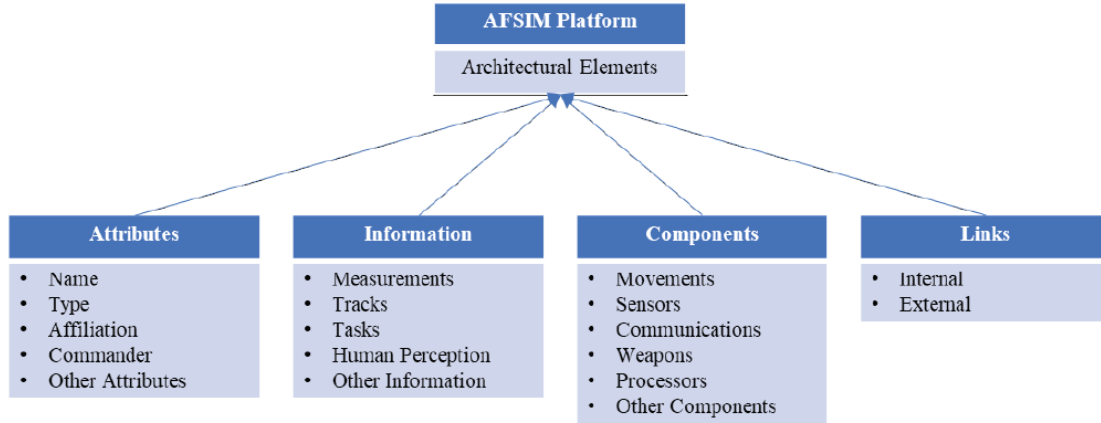 AFSIM Platform
Architectural Elements
Attributes
• Name
• Type
• Affiliation
• Commander
• Other Attributes
Information
• Measurements
• Tracks
• Tasks
• Human Perception
• Other Information
Components
• Movements
• Sensors
• Communications
• Weapons
• Processors
• Other Components
Links
• Internal
• External